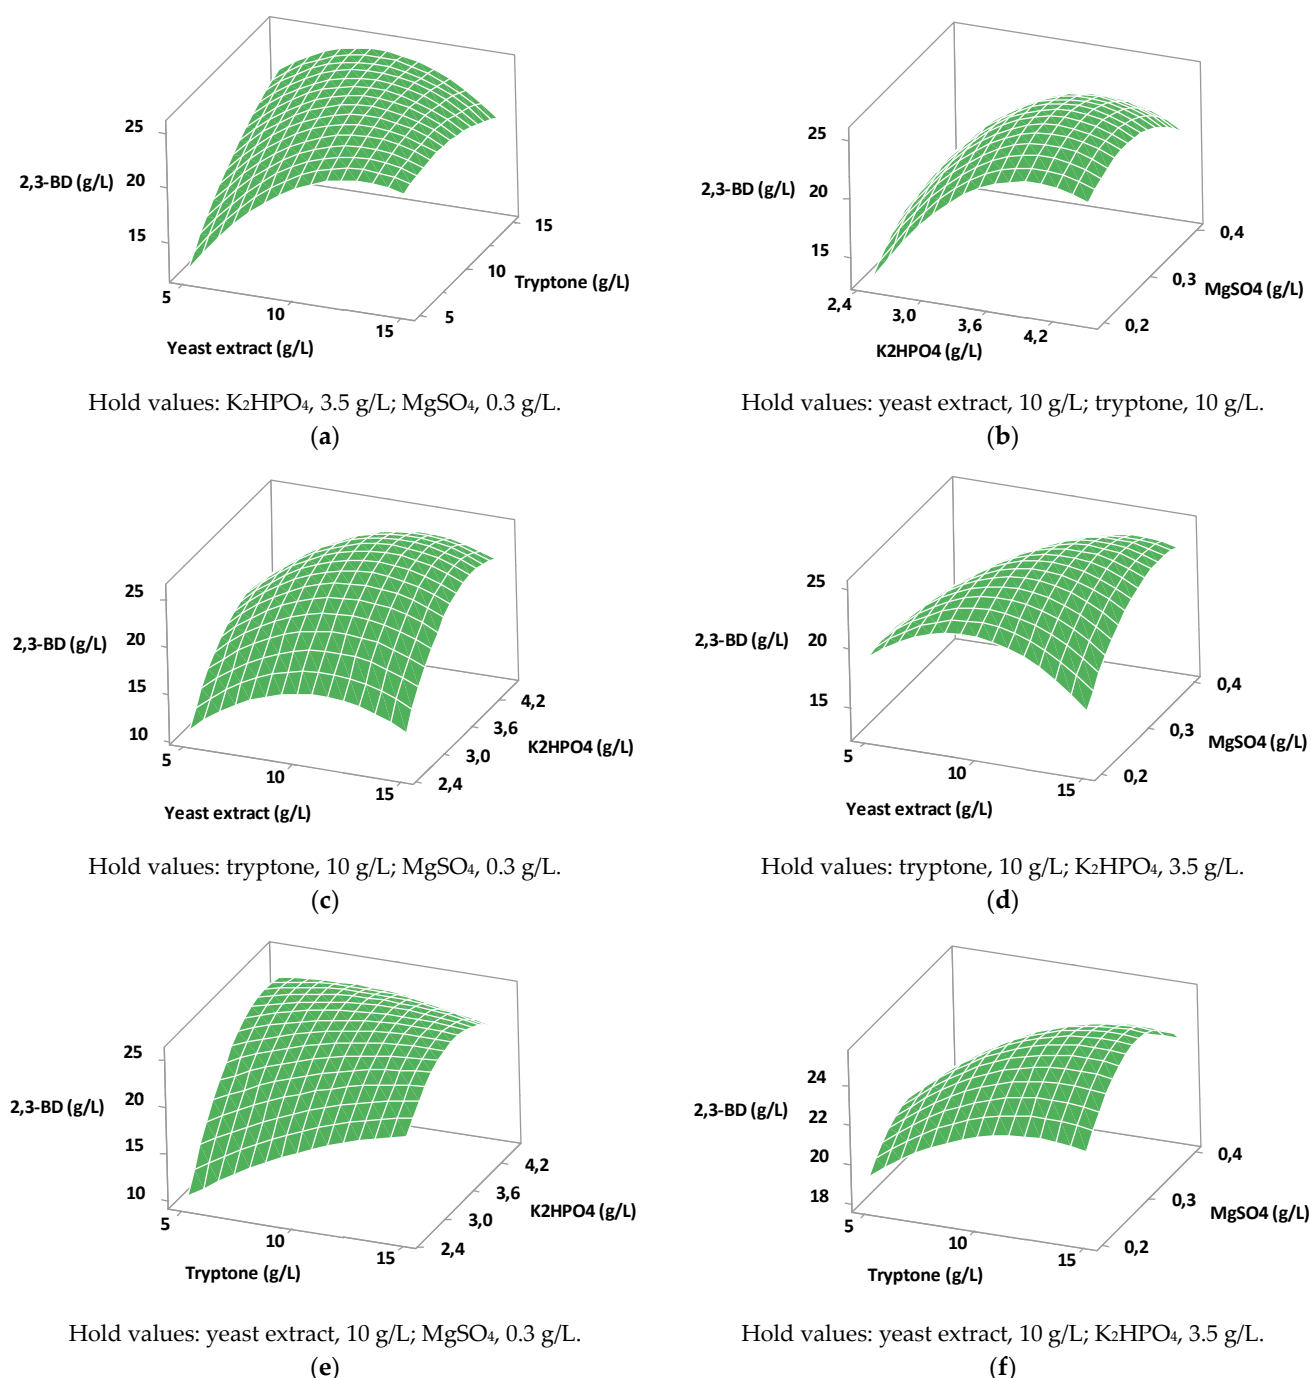 25
2,3-BD (g/L)
20
15
15
10
Tryptone (g/L)
5
5
10
15
Yeast extract (g/L)
Hold values: K₂HPO₄, 3.5 g/L; MgSO₄, 0.3 g/L.
(a)
25
2,3-BD (g/L)
20
15
0,4
0,3
MgSO4 (g/L)
0,2
2,4
3,0
3,6
4,2
K2HPO4 (g/L)
Hold values: yeast extract, 10 g/L; tryptone, 10 g/L.
(b)
25
2,3-BD (g/L)
20
15
10
4,2
3,6
K2HPO4 (g/L)
3,0
2,4
5
10
15
Yeast extract (g/L)
Hold values: tryptone, 10 g/L; MgSO₄, 0.3 g/L.
(c)
25
2,3-BD (g/L)
20
15
0,4
0,3
MgSO4 (g/L)
0,2
5
10
15
Yeast extract (g/L)
Hold values: tryptone, 10 g/L; K₂HPO₄, 3.5 g/L.
(d)
25
2,3-BD (g/L)
20
15
10
4,2
3,6
K2HPO4 (g/L)
3,0
2,4
5
10
15
Tryptone (g/L)
Hold values: yeast extract, 10 g/L; MgSO₄, 0.3 g/L.
(e)
24
2,3-BD (g/L)
22
20
18
0,4
0,3
MgSO4 (g/L)
0,2
5
10
15
Tryptone (g/L)
Hold values: yeast extract, 10 g/L; K₂HPO₄, 3.5 g/L.
(f)